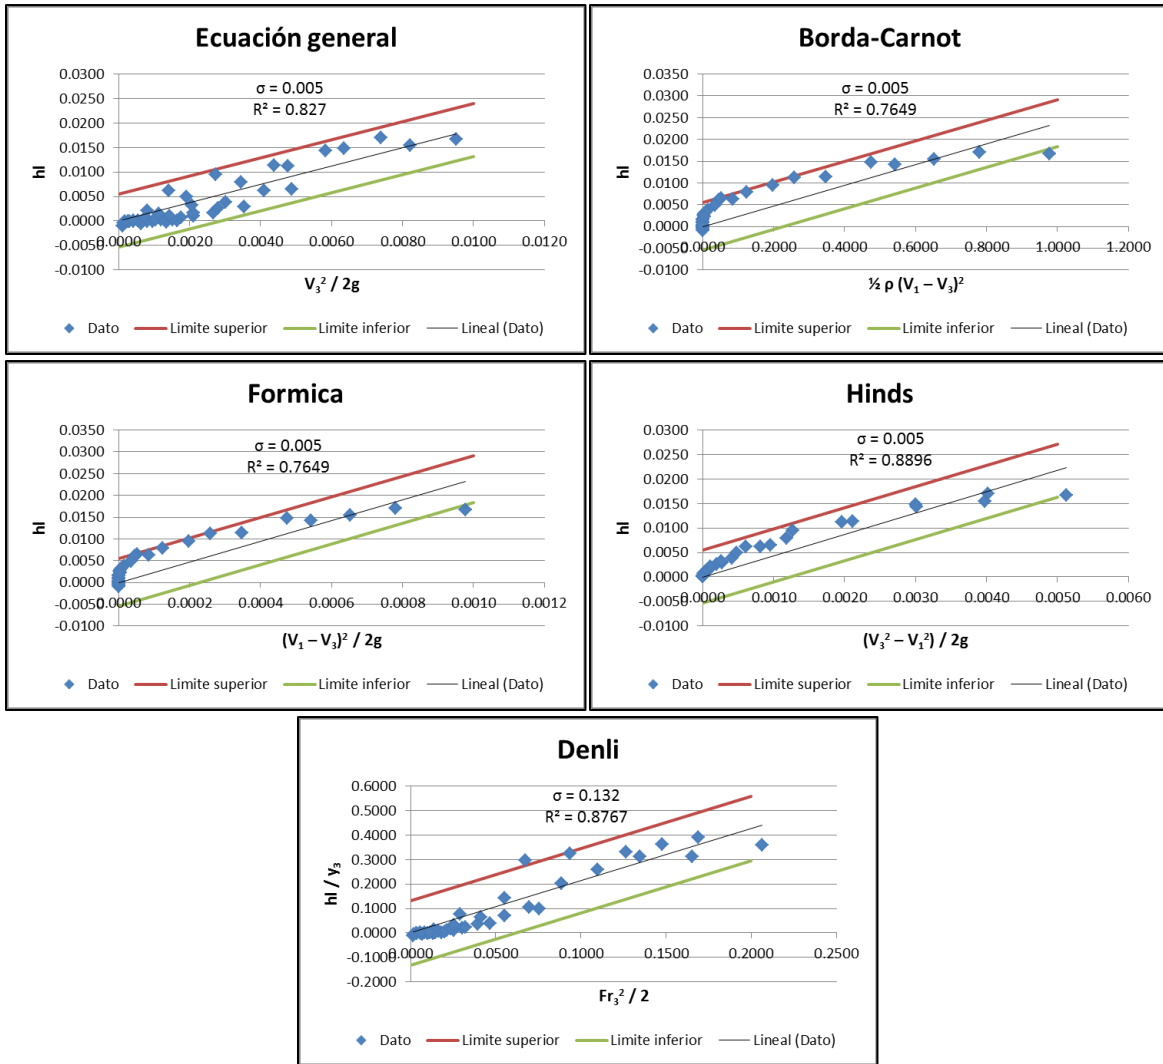 Ecuación general
σ = 0.005
R² = 0.827
hl
0.0300
0.0250
0.0200
0.0150
0.0100
0.0050
0.0000
-0.0050
-0.0100
0.0000 0.0020 0.0040 0.0060 0.0080 0.0100 0.0120
V₃² / 2g
Dato Limite superior Limite inferior Lineal (Dato)
Borda-Carnot
σ = 0.005
R² = 0.7649
hl
0.0350
0.0300
0.0250
0.0200
0.0150
0.0100
0.0050
0.0000
-0.0050
-0.0100
0.0000 0.2000 0.4000 0.6000 0.8000 1.0000 1.2000
½ ρ (V₁ – V₃)²
Dato Limite superior Limite inferior Lineal (Dato)
Formica
σ = 0.005
R² = 0.7649
hl
0.0350
0.0300
0.0250
0.0200
0.0150
0.0100
0.0050
0.0000
-0.0050
-0.0100
0.0000 0.0002 0.0004 0.0006 0.0008 0.0010 0.0012
(V₁ – V₃)² / 2g
Dato Limite superior Limite inferior Lineal (Dato)
Hinds
σ = 0.005
R² = 0.8896
hl
0.0300
0.0250
0.0200
0.0150
0.0100
0.0050
0.0000
-0.0050
-0.0100
0.0000 0.0010 0.0020 0.0030 0.0040 0.0050 0.0060
(V₃² – V₁²) / 2g
Dato Limite superior Limite inferior Lineal (Dato)
Denli
σ = 0.132
R² = 0.8767
hl / y₃
0.6000
0.5000
0.4000
0.3000
0.2000
0.1000
0.0000
-0.1000
-0.2000
0.0000 0.0500 0.1000 0.1500 0.2000 0.2500
Fr₃² / 2
Dato Limite superior Limite inferior Lineal (Dato)